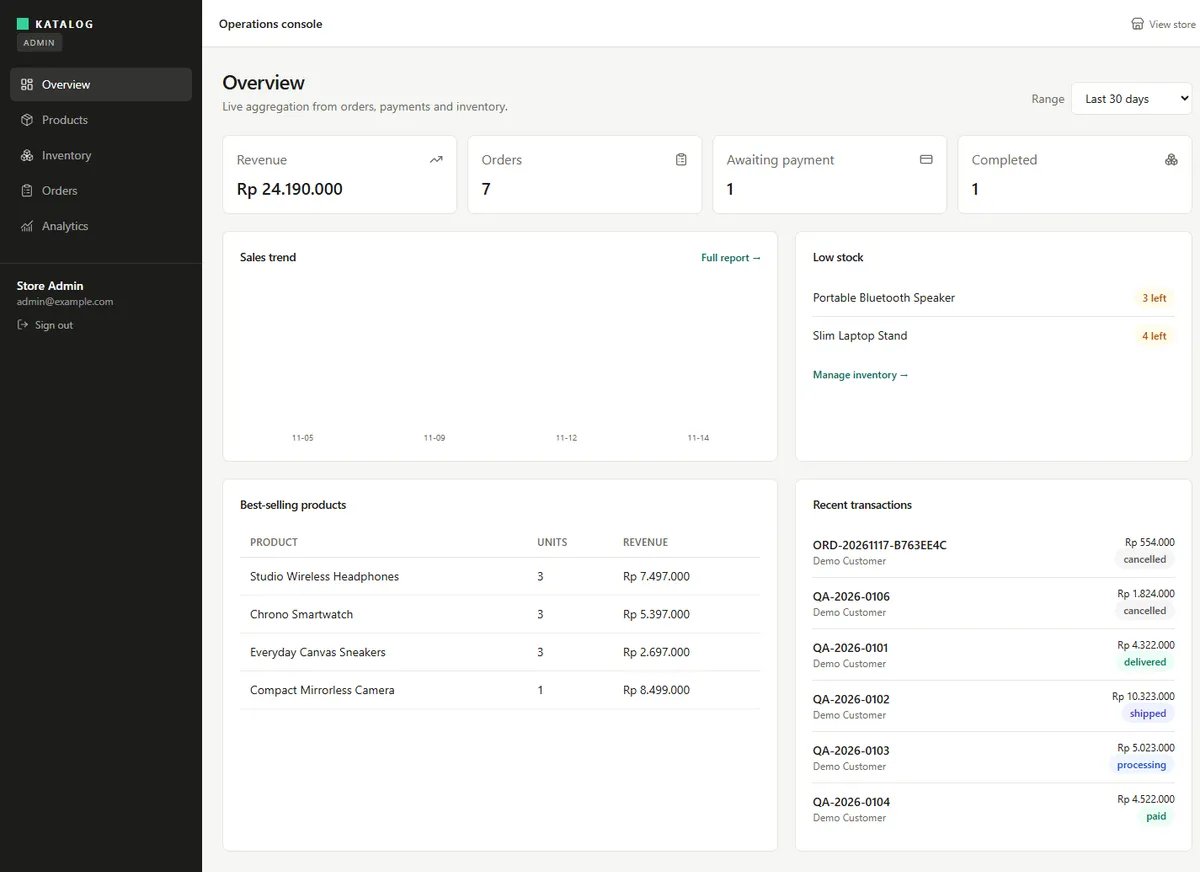 KATALOG
ADMIN
Overview
Products
Inventory
Orders
Analytics
Store Admin
admin@example.com
Sign out
Operations console
View store
Overview
Live aggregation from orders, payments and inventory.
Range
Last 30 days
Revenue
Rp 24.190.000
Orders
7
Awaiting payment
1
Completed
1
Sales trend
Full report →
11-05 11-09 11-12 11-14
Low stock
Portable Bluetooth Speaker 3 left
Slim Laptop Stand 4 left
Manage inventory →
Best-selling products
PRODUCT UNITS REVENUE
Studio Wireless Headphones 3 Rp 7.497.000
Chrono Smartwatch 3 Rp 5.397.000
Everyday Canvas Sneakers 3 Rp 2.697.000
Compact Mirrorless Camera 1 Rp 8.499.000
Recent transactions
ORD-20261117-B763EE4C Rp 554.000
Demo Customer cancelled
QA-2026-0106 Rp 1.824.000
Demo Customer cancelled
QA-2026-0101 Rp 4.322.000
Demo Customer delivered
QA-2026-0102 Rp 10.323.000
Demo Customer shipped
QA-2026-0103 Rp 5.023.000
Demo Customer processing
QA-2026-0104 Rp 4.522.000
Demo Customer paid